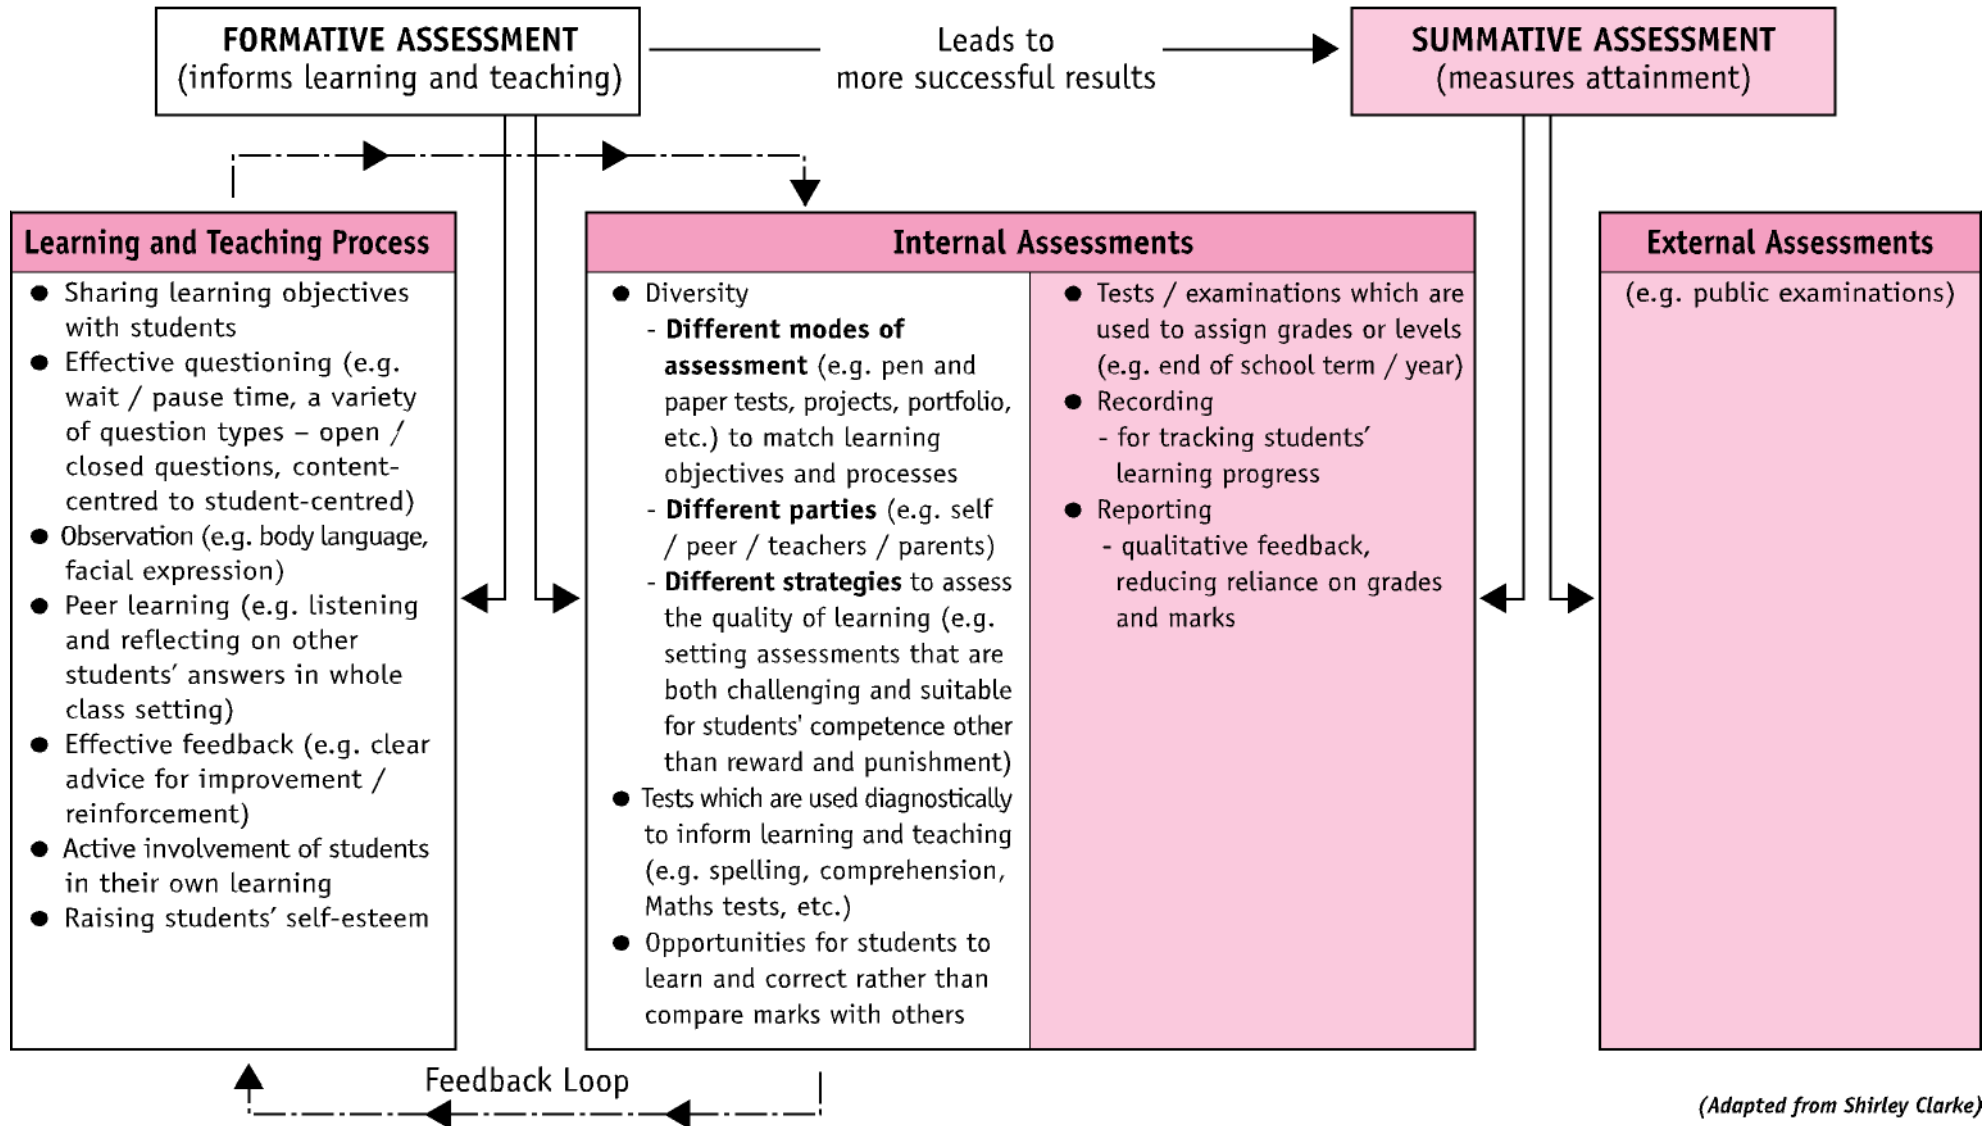 FORMATIVE ASSESSMENT
(informs learning and teaching)
Leads to
more successful results
SUMMATIVE ASSESSMENT
(measures attainment)
Learning and Teaching Process
● Sharing learning objectives
with students
● Effective questioning (e.g.
wait / pause time, a variety
of question types – open /
closed questions, content-
centred to student-centred)
● Observation (e.g. body language,
facial expression)
● Peer learning (e.g. listening
and reflecting on other
students’ answers in whole
class setting)
● Effective feedback (e.g. clear
advice for improvement /
reinforcement)
● Active involvement of students
in their own learning
● Raising students’ self-esteem
Internal Assessments
● Diversity
- Different modes of
assessment (e.g. pen and
paper tests, projects, portfolio,
etc.) to match learning
objectives and processes
- Different parties (e.g. self
/ peer / teachers / parents)
- Different strategies to assess
the quality of learning (e.g.
setting assessments that are
both challenging and suitable
for students' competence other
than reward and punishment)
● Tests which are used diagnostically
to inform learning and teaching
(e.g. spelling, comprehension,
Maths tests, etc.)
● Opportunities for students to
learn and correct rather than
compare marks with others
● Tests / examinations which are
used to assign grades or levels
(e.g. end of school term / year)
● Recording
- for tracking students’
learning progress
● Reporting
- qualitative feedback,
reducing reliance on grades
and marks
External Assessments
(e.g. public examinations)
Feedback Loop
(Adapted from Shirley Clarke)